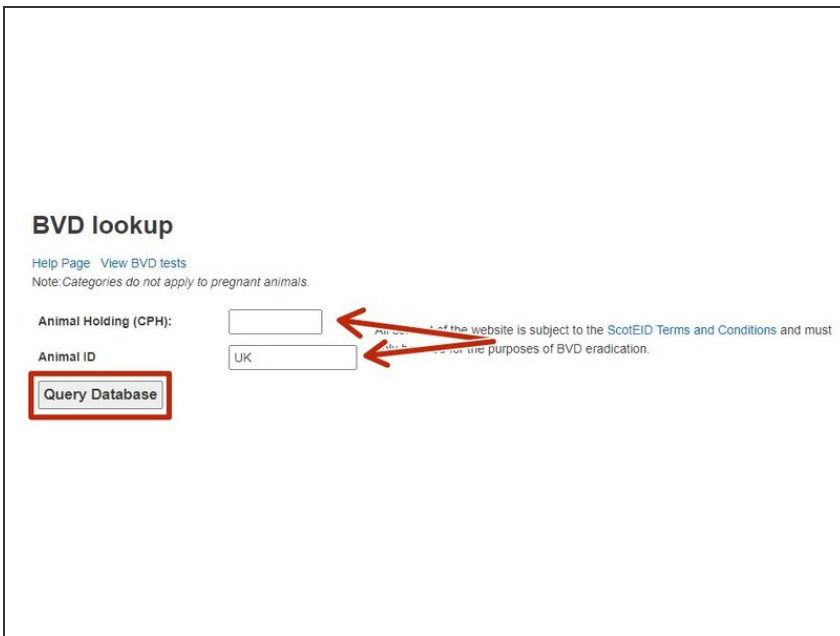 BVD lookup
Help Page View BVD tests
Note:Categories do not apply to pregnant animals.
Animal Holding (CPH):
of the website is subject to the ScotEID Terms and Conditions and must
the purposes of BVD eradication.
Animal ID
UK
Query Database